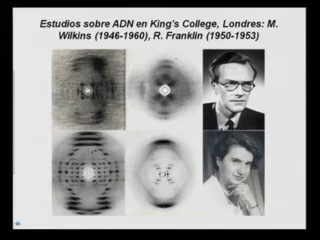 Estudios sobre ADN en King's College, Londres: M.
Wilkins (1946-1960), R. Franklin (1950-1953)